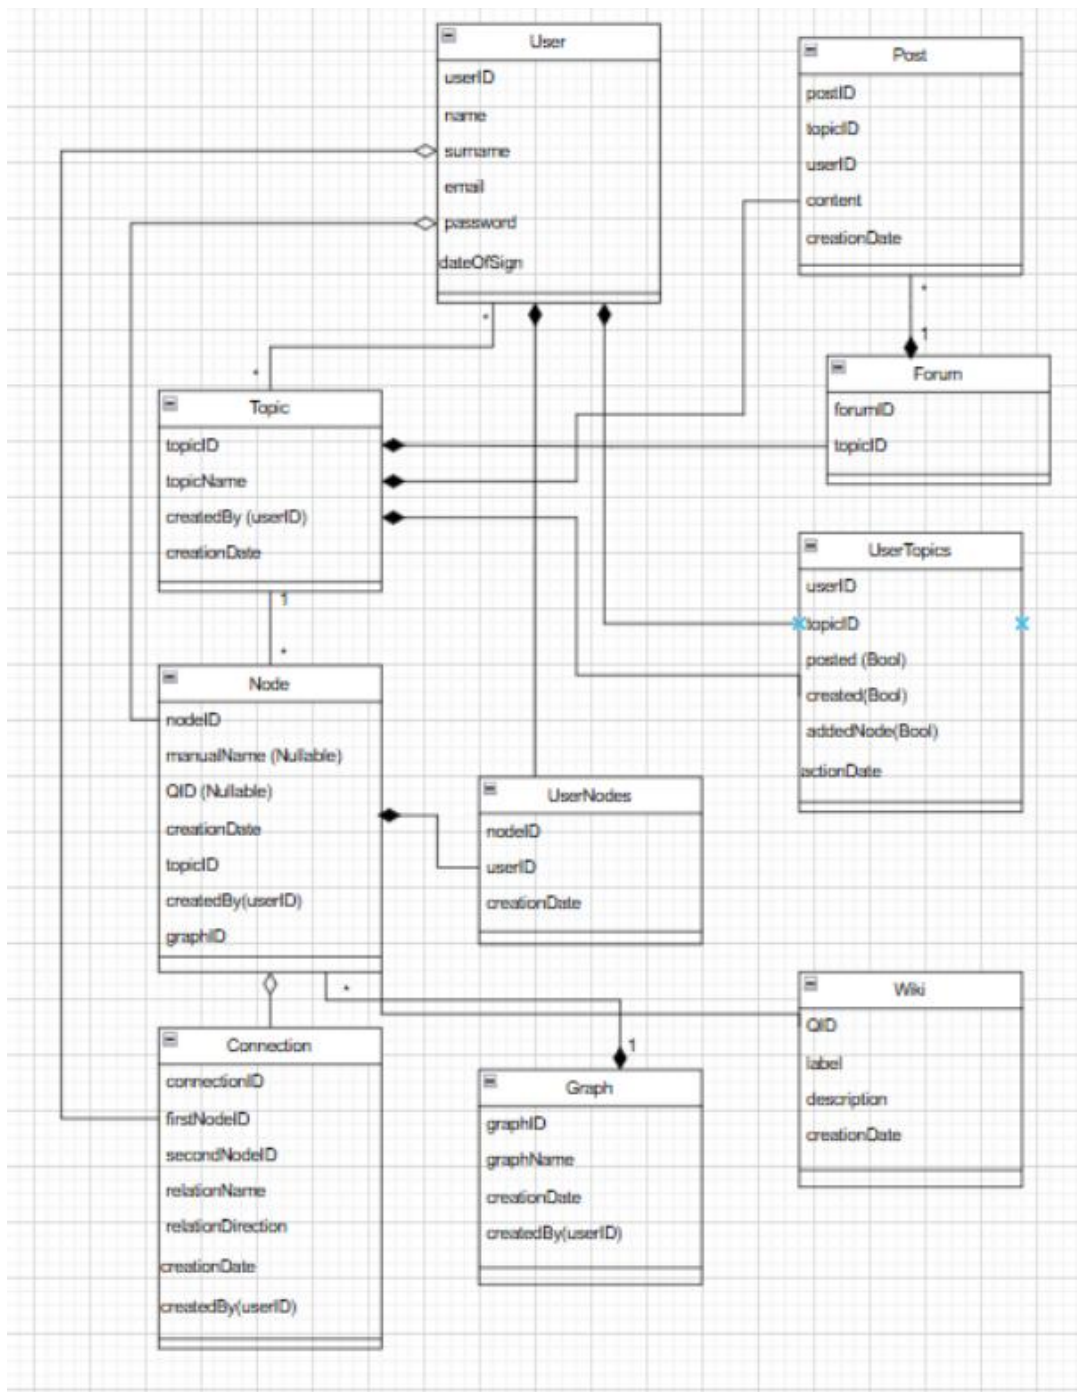 User
userID
name
surname
email
password
dateOfSign
*
Post
postID
topicID
userID
content
creationDate
*
1
Forum
forumID
topicID
*
Topic
topicID
topicName
createdBy (userID)
creationDate
1
*
UserTopics
userID
topicID
posted (Bool)
created(Bool)
addedNode(Bool)
actionDate
Node
nodeID
manualName (Nullable)
QID (Nullable)
creationDate
topicID
createdBy(userID)
graphID
*
UserNodes
nodeID
userID
creationDate
Wiki
QID
label
description
creationDate
Connection
connectionID
firstNodeID
secondNodeID
relationName
relationDirection
creationDate
createdBy(userID)
1
Graph
graphID
graphName
creationDate
createdBy(userID)